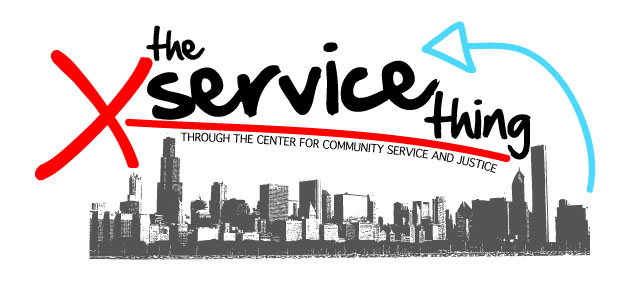 the
service
thing
THROUGH THE CENTER FOR COMMUNITY SERVICE AND JUSTICE